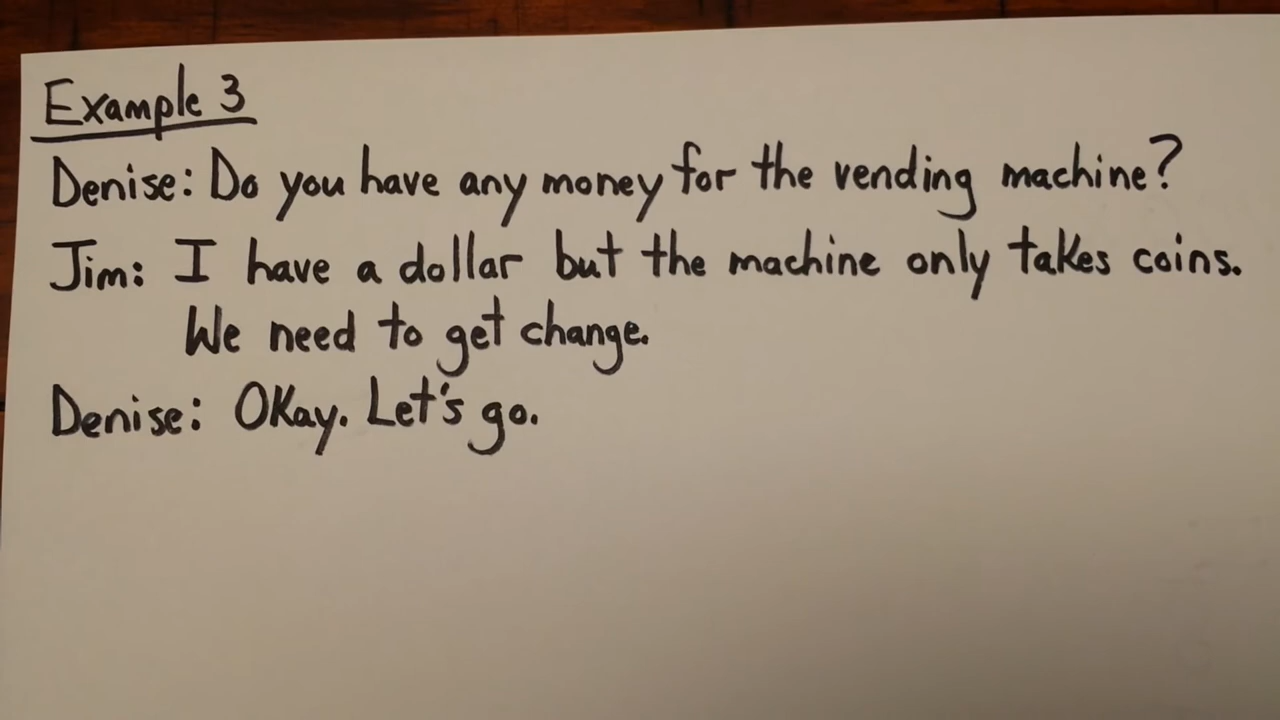 Example 3
Denise: Do you have any money for the vending machine?
Jim: I have a dollar but the machine only takes coins.
We need to get change.
Denise: Okay. Let's go.